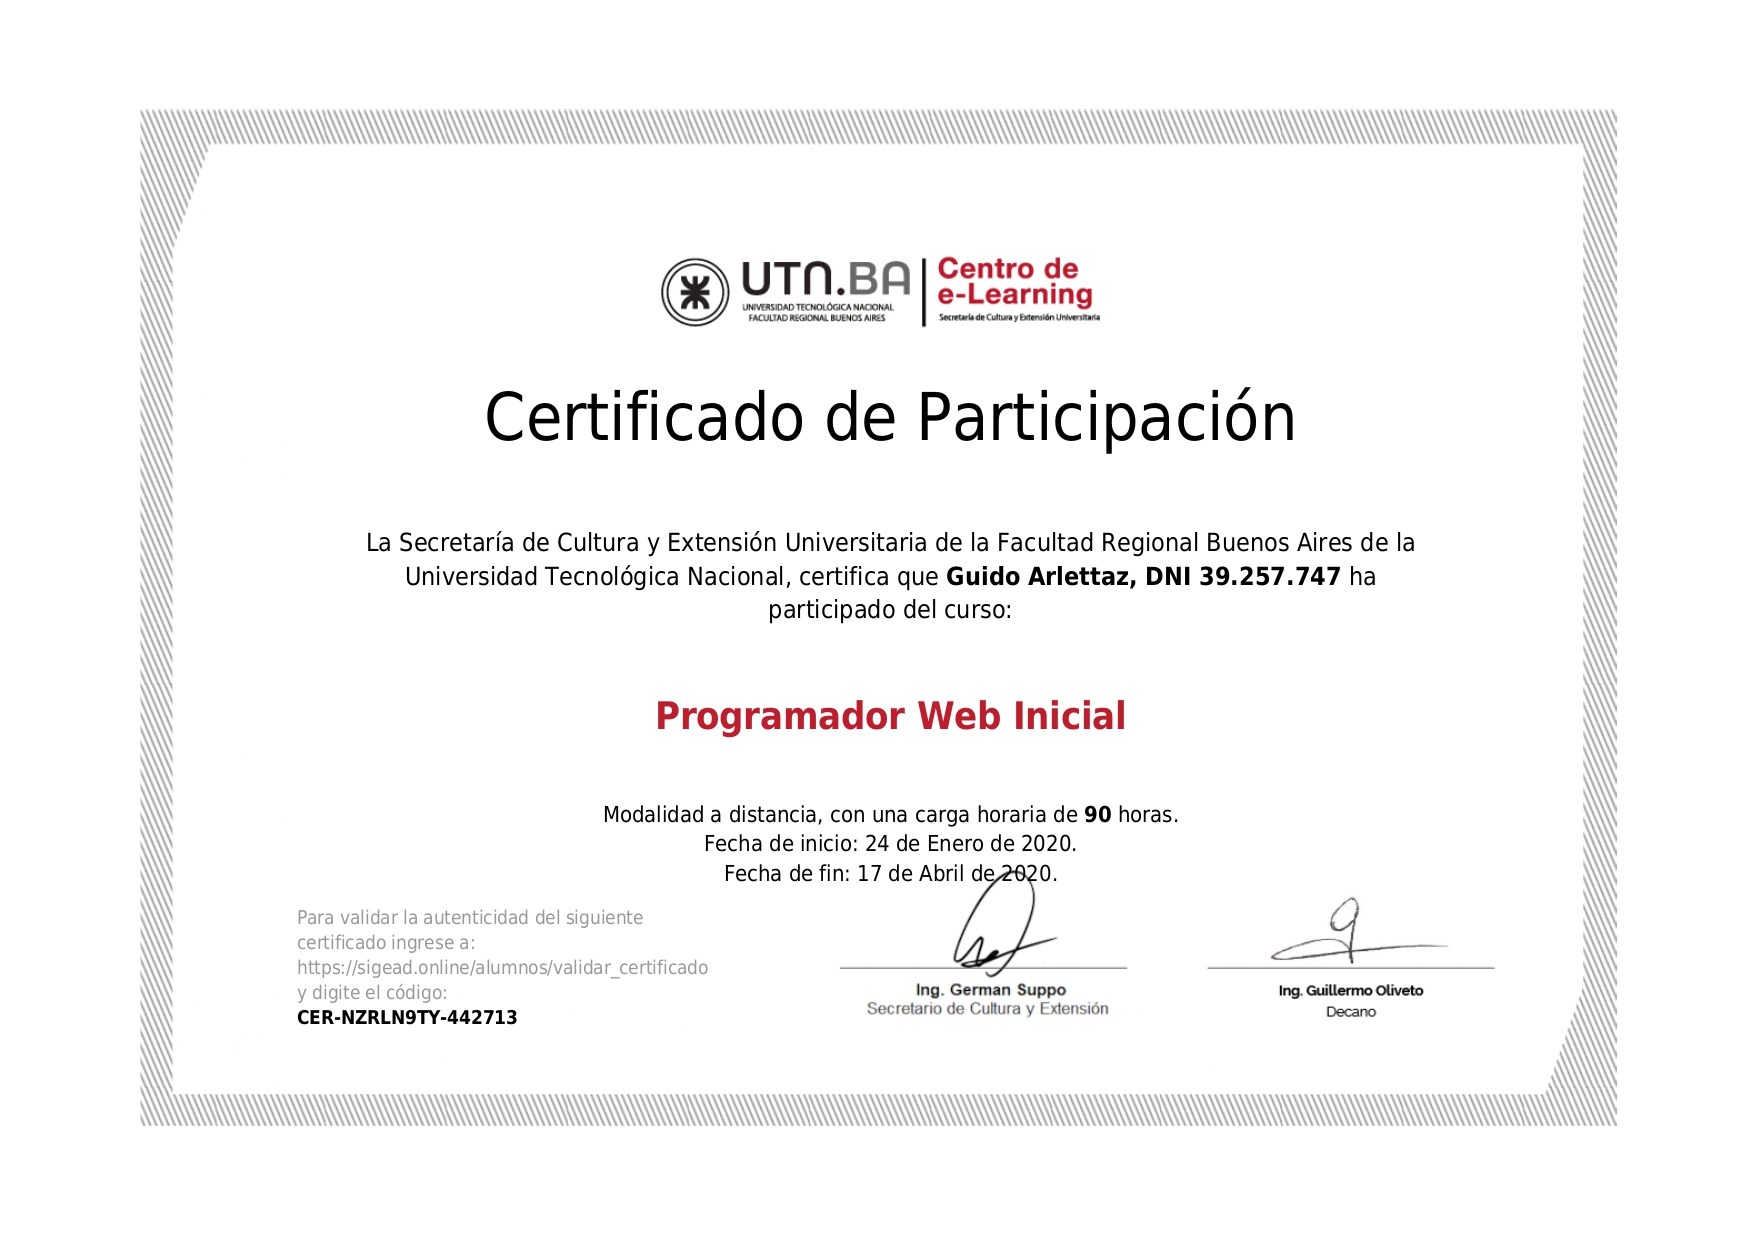 UTN.BA
UNIVERSIDAD TECNOLÓGICA NACIONAL
FACULTAD REGIONAL BUENOS AIRES
Centro de
e-Learning
Secretaría de Cultura y Extensión Universitaria
Certificado de Participación
La Secretaría de Cultura y Extensión Universitaria de la Facultad Regional Buenos Aires de la
Universidad Tecnológica Nacional, certifica que Guido Arlettaz, DNI 39.257.747 ha
participado del curso:
Programador Web Inicial
Modalidad a distancia, con una carga horaria de 90 horas.
Fecha de inicio: 24 de Enero de 2020.
Fecha de fin: 17 de Abril de 2020.
Para validar la autenticidad del siguiente
certificado ingrese a:
https://sigead.online/alumnos/validar_certificado
y digite el código:
CER-NZRLN9TY-442713
Ing. German Suppo
Secretario de Cultura y Extensión
Ing. Guillermo Oliveto
Decano